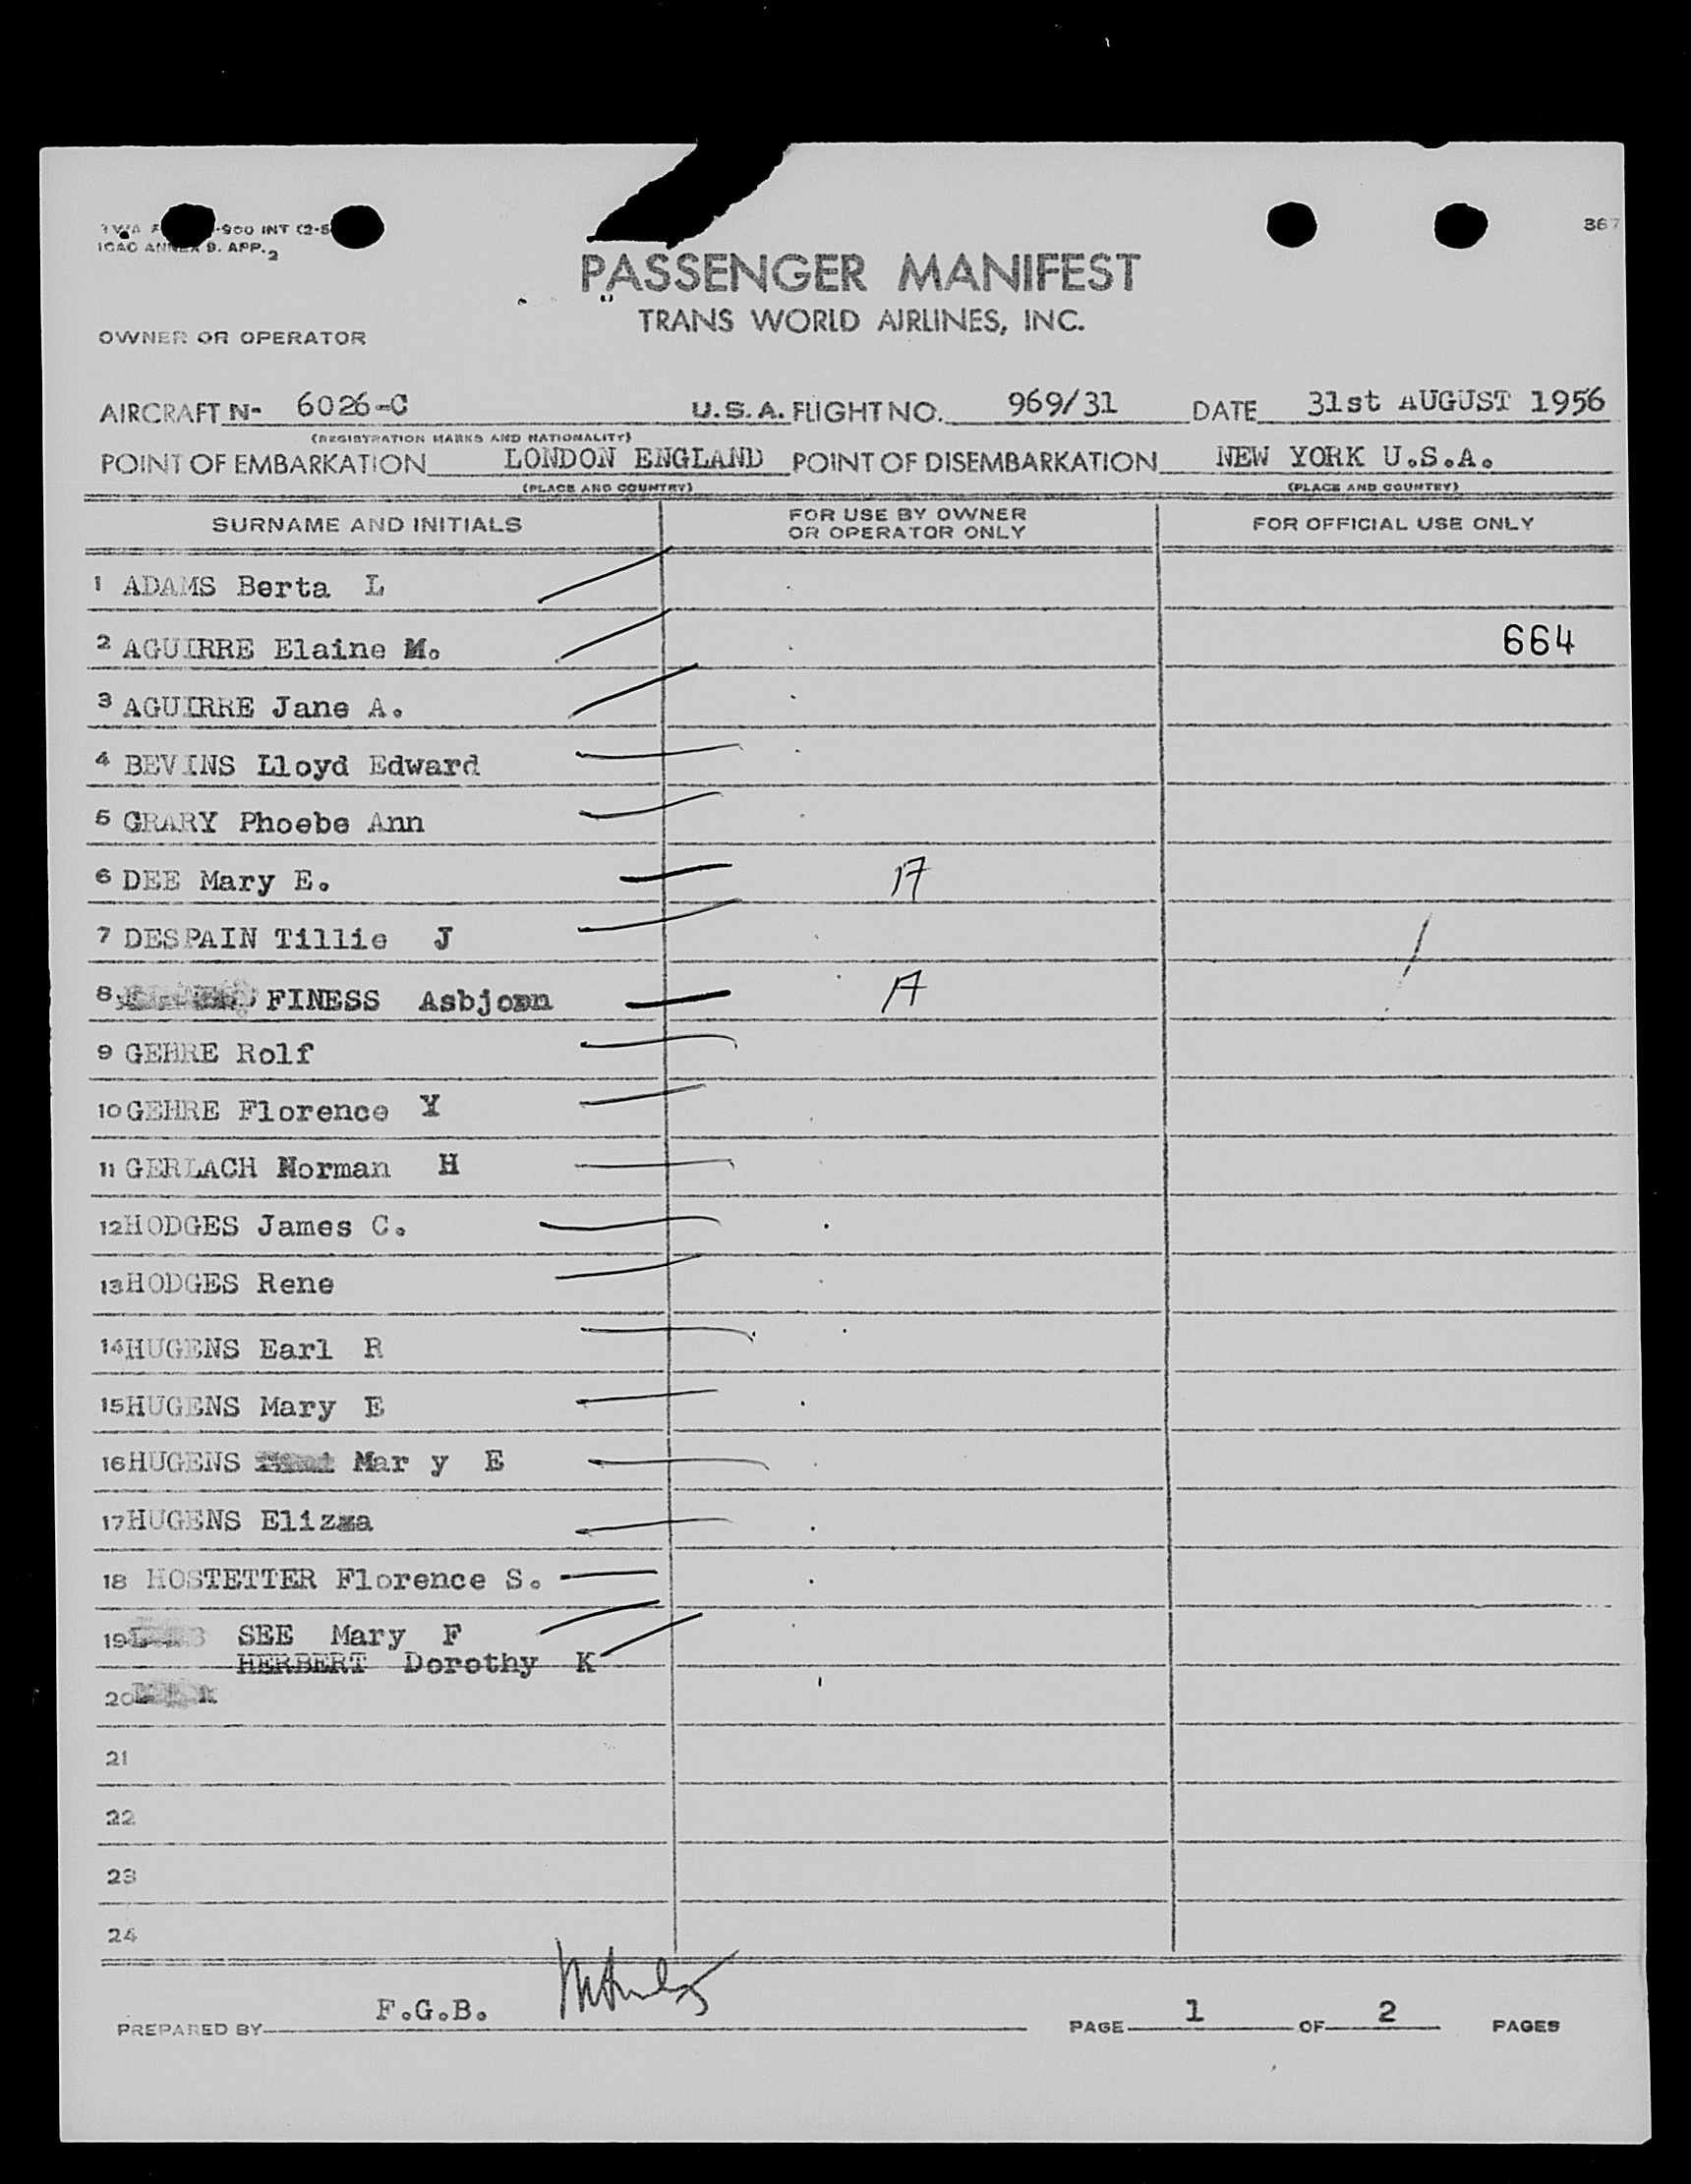 -900 INT (2-5
ICAO ANNEX 9. APP. 2
367
PASSENGER MANIFEST
TRANS WORLD AIRLINES, INC.
OWNER OR OPERATOR
AIRCRAFT N- 6026-C U.S.A. FLIGHT NO. 969/31 DATE 31st AUGUST 1956
(REGISTRATION MARKS AND NATIONALITY)
POINT OF EMBARKATION LONDON ENGLAND POINT OF DISEMBARKATION NEW YORK U.S.A.
(PLACE AND COUNTRY) (PLACE AND COUNTRY)
SURNAME AND INITIALS FOR USE BY OWNER OR OPERATOR ONLY FOR OFFICIAL USE ONLY
1 ADAMS Berta L
2 AGUIRRE Elaine M. 664
3 AGUIRRE Jane A.
4 BEVINS Lloyd Edward
5 GRARY Phoebe Ann
6 DEE Mary E. 17
7 DESPAIN Tillie J
8 FINESS Asbjorn 17
9 GEHRE Rolf
10 GEHRE Florence Y
11 GERLACH Norman H
12 HODGES James C.
13 HODGES Rene
14 HUGENS Earl R
15 HUGENS Mary E
16 HUGENS Mar y E
17 HUGENS
18 HOSTETTER Florence S.
19 SEE Mary F
HERBERT Dorothy K
20
21
22
23
24
PREPARED BY F.G.B. PAGE 1 OF 2 PAGES